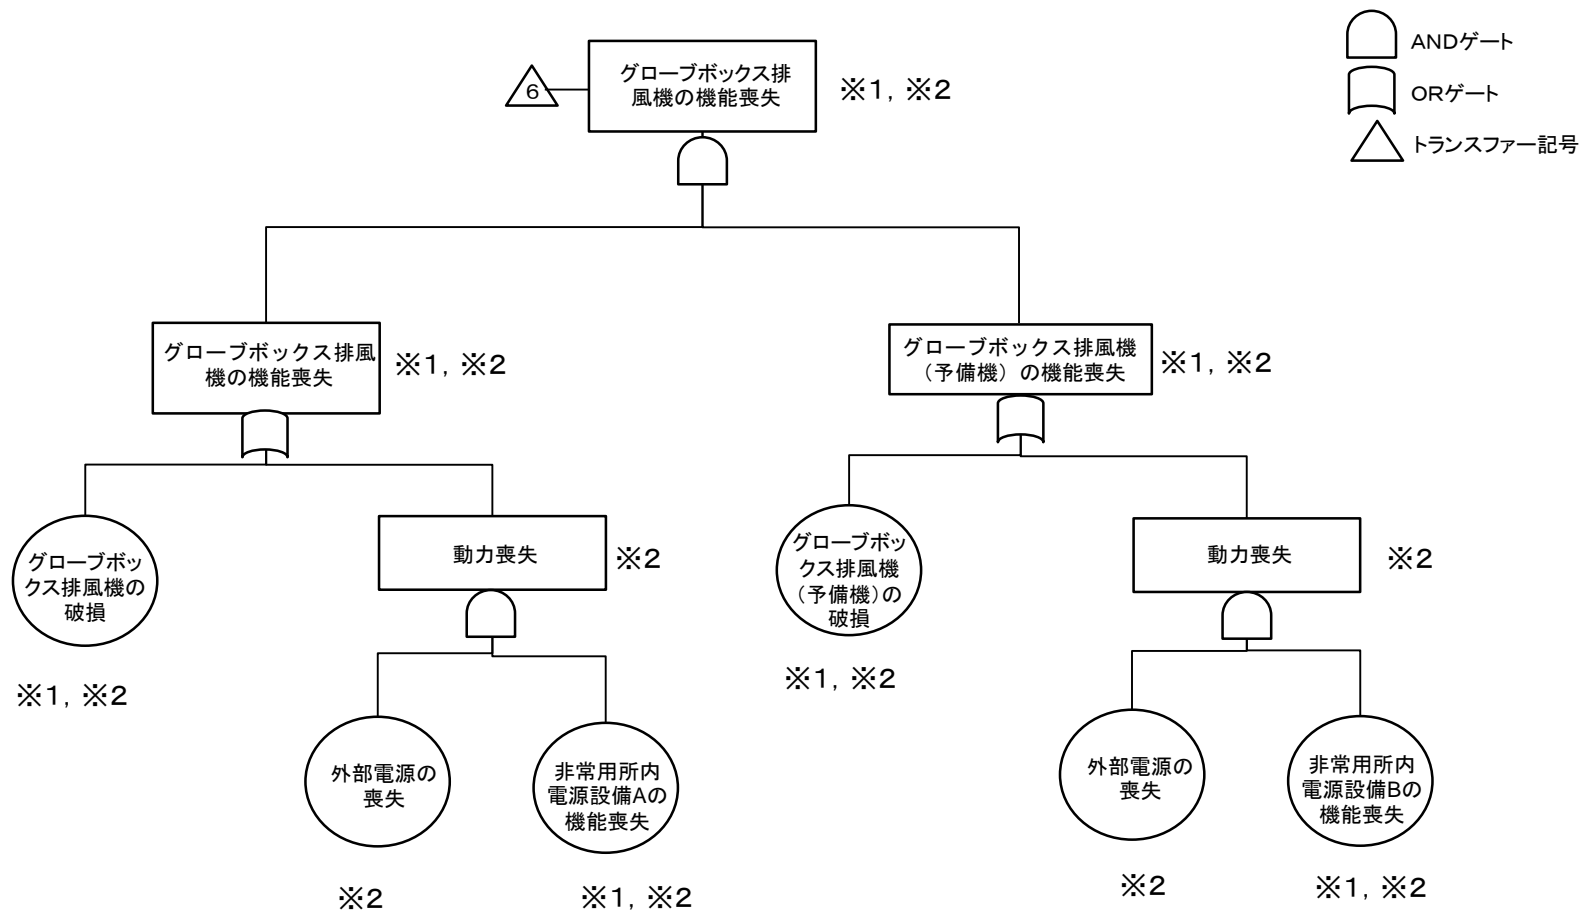 ANDゲート
ORゲート
トランスファー記号
6
グローブボックス排
風機の機能喪失
※1, ※2
グローブボックス排風
機の機能喪失
※1, ※2
グローブボックス排風機
（予備機）の機能喪失
※1, ※2
グローブボッ
クス排風機の
破損
※1, ※2
動力喪失
※2
グローブボッ
クス排風機
（予備機）の
破損
※1, ※2
動力喪失
※2
外部電源の
喪失
※2
非常用所内
電源設備Aの
機能喪失
※1, ※2
外部電源の
喪失
※2
非常用所内
電源設備Bの
機能喪失
※1, ※2